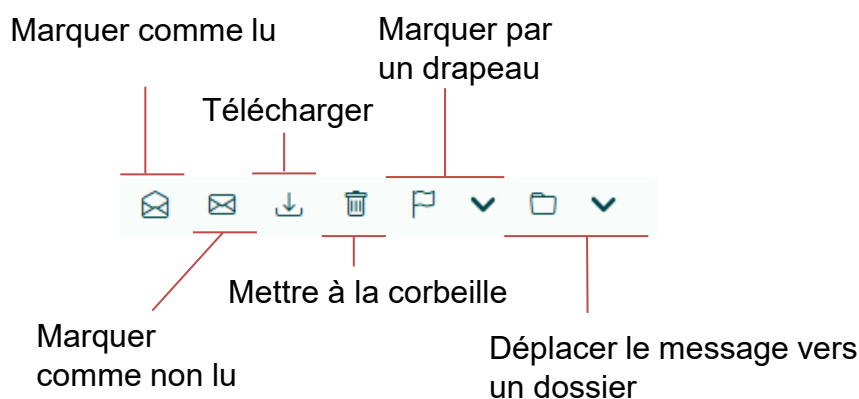 Marquer comme lu
Marquer par
un drapeau
Télécharger
Mettre à la corbeille
Marquer
comme non lu
Déplacer le message vers
un dossier